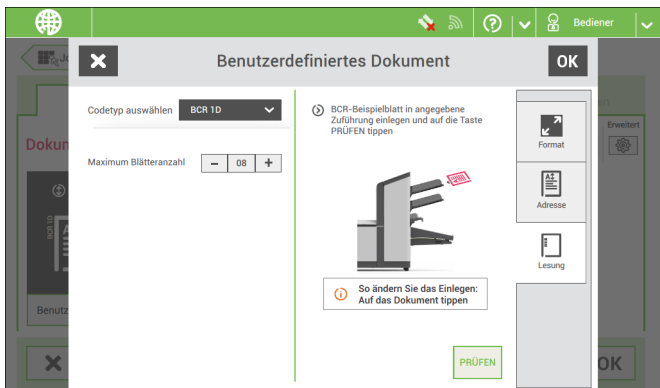 Bediener
Jo
Benutzerdefiniertes Dokument
OK
Codetyp auswählen
BCR 1D
Maximum Blätteranzahl
− 08 +
BCR-Beispielblatt in angegebene
Zuführung einlegen und auf die Taste
PRÜFEN tippen
So ändern Sie das Einlegen:
Auf das Dokument tippen
PRÜFEN
Format
Adresse
Lesung
Erweitert
Dokun
BCR 1D
Benutz
OK